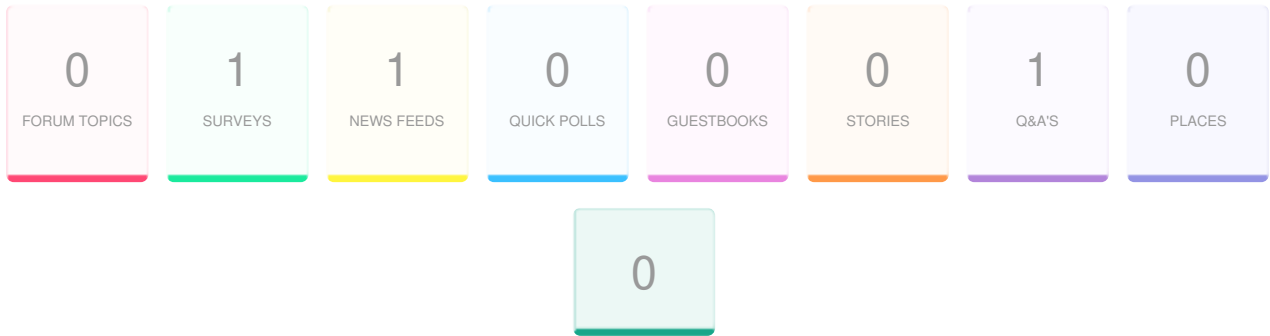 0 1 1 0 0 0 1 0
FORUM TOPICS SURVEYS NEWS FEEDS QUICK POLLS GUESTBOOKS STORIES Q&A'S PLACES
0